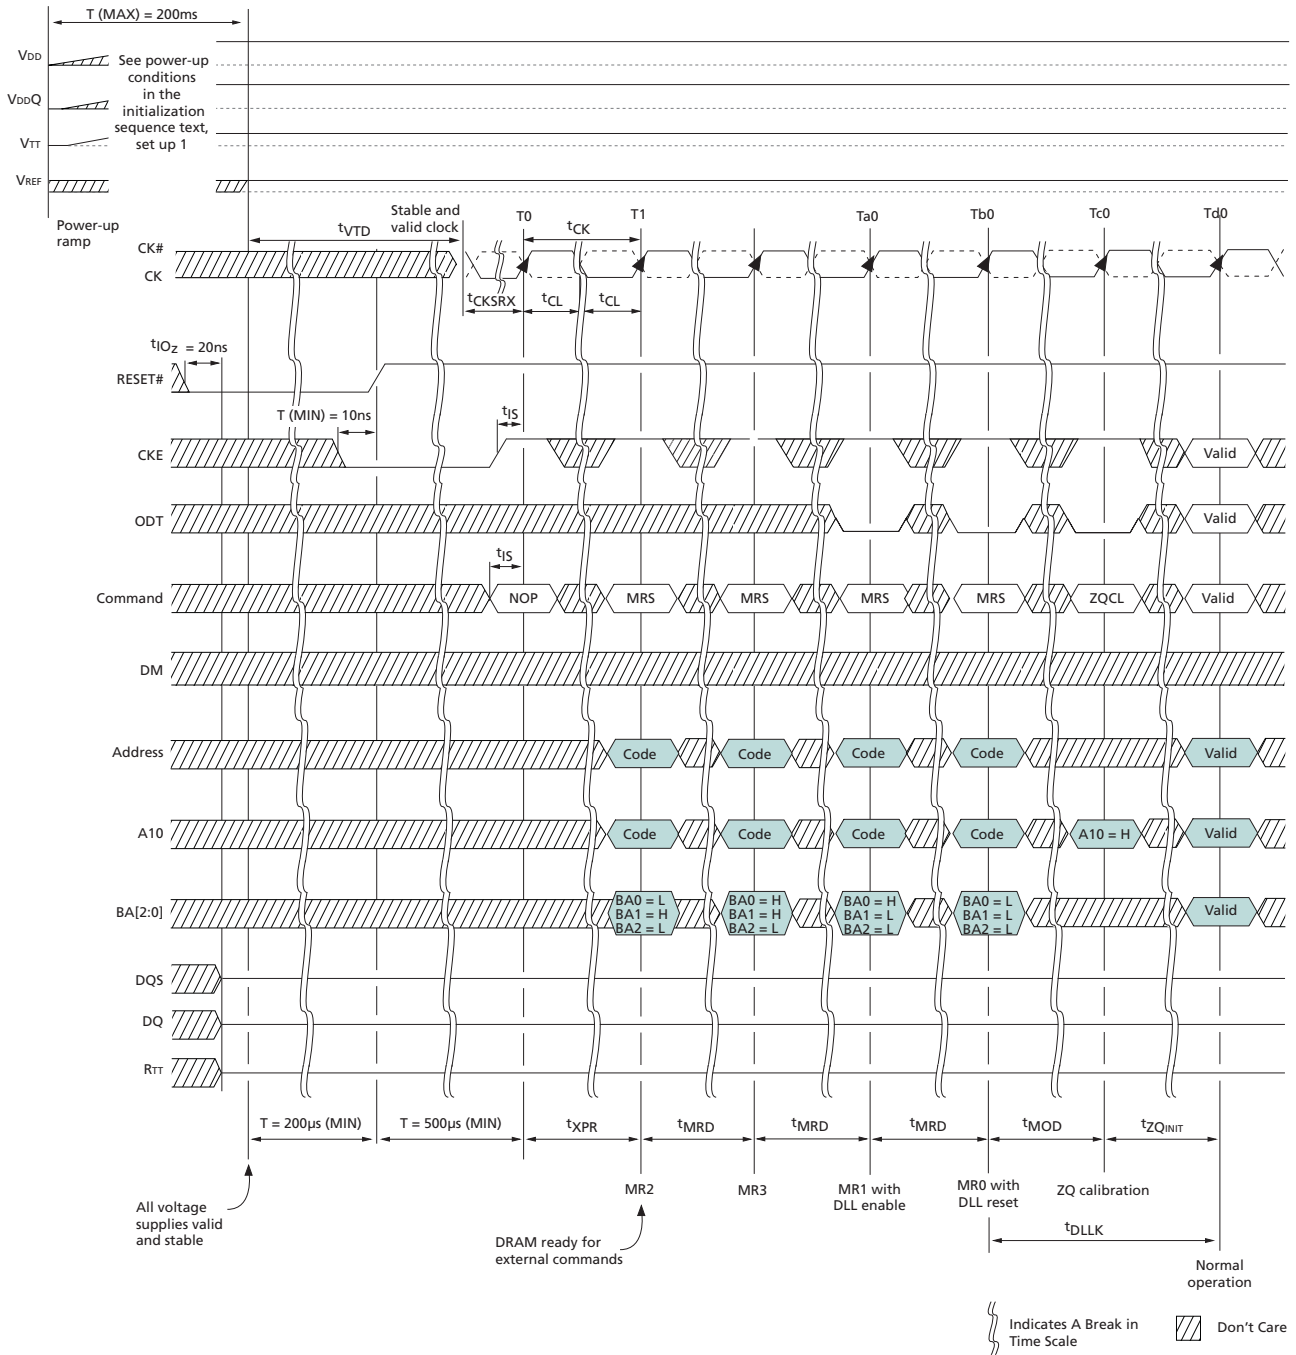 T (MAX) = 200ms
VDD
See power-up
conditions
in the
initialization
sequence text,
set up 1
VDDQ
VTT
VREF
Power-up
ramp
tVTD
Stable and
valid clock
T0
T1
Ta0
Tb0
Tc0
Td0
tCK
CK#
CK
tCKSRX
tCL
tCL
tIOZ = 20ns
RESET#
T (MIN) = 10ns
tIS
CKE
Valid
ODT
Valid
tIS
Command
NOP
MRS
MRS
MRS
MRS
ZQCL
Valid
DM
Address
Code
Code
Code
Code
Valid
A10
Code
Code
Code
Code
A10 = H
Valid
BA[2:0]
BA0 = L
BA1 = H
BA2 = L
BA0 = H
BA1 = H
BA2 = L
BA0 = H
BA1 = L
BA2 = L
BA0 = L
BA1 = L
BA2 = L
Valid
DQS
DQ
RTT
T = 200µs (MIN)
T = 500µs (MIN)
tXPR
tMRD
tMRD
tMRD
tMOD
tZQINIT
MR2
MR3
MR1 with
DLL enable
MR0 with
DLL reset
ZQ calibration
All voltage
supplies valid
and stable
DRAM ready for
external commands
tDLLK
Normal
operation
Indicates A Break in
Time Scale
Don't Care